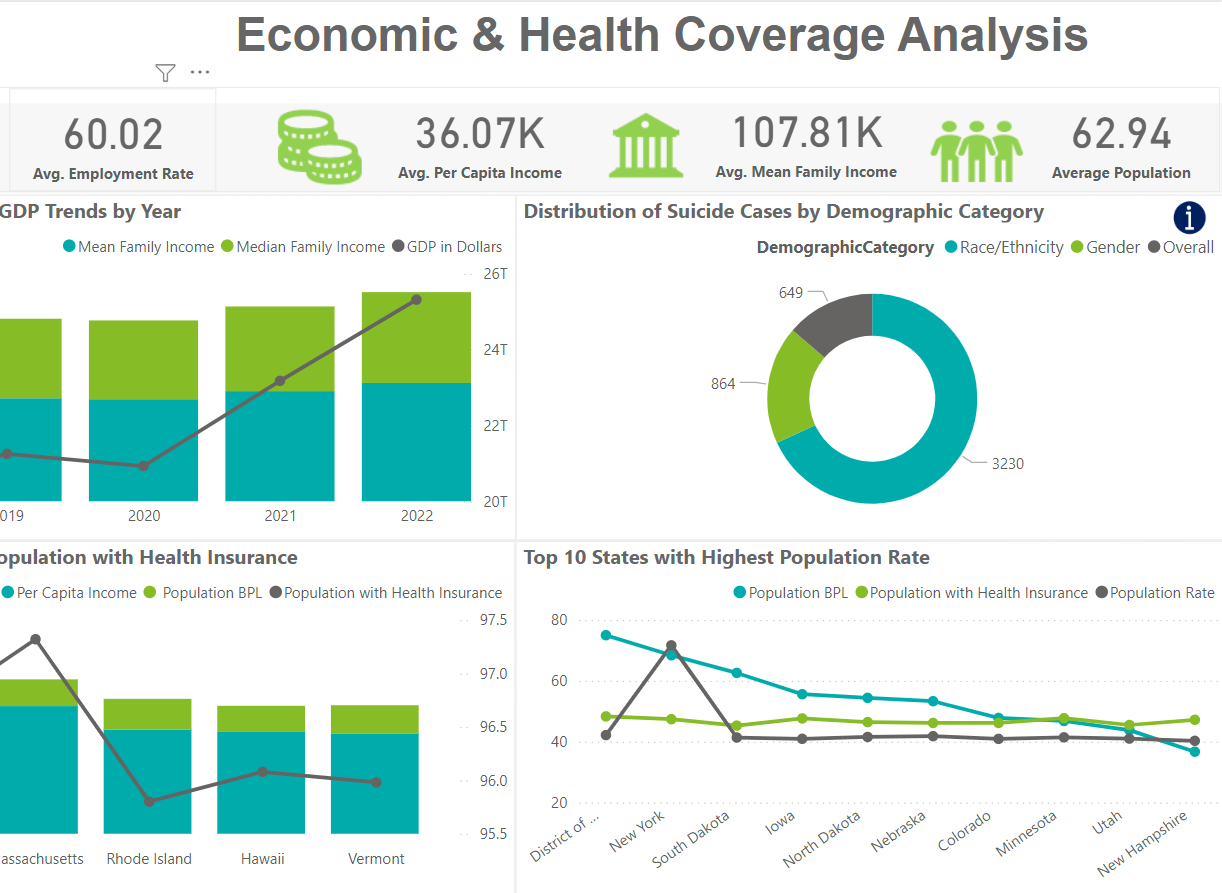 Economic & Health Coverage Analysis
60.02
Avg. Employment Rate
36.07K
Avg. Per Capita Income
107.81K
Avg. Mean Family Income
62.94
Average Population
GDP Trends by Year
Mean Family Income Median Family Income GDP in Dollars
26T
24T
22T
20T
019 2020 2021 2022
Distribution of Suicide Cases by Demographic Category
i
DemographicCategory Race/Ethnicity Gender Overall
649
864
3230
opulation with Health Insurance
Per Capita Income Population BPL Population with Health Insurance
97.5
97.0
96.5
96.0
95.5
assachusetts Rhode Island Hawaii Vermont
Top 10 States with Highest Population Rate
Population BPL Population with Health Insurance Population Rate
80
60
40
20
District of ...
New York
South Dakota
Iowa
North Dakota
Nebraska
Colorado
Minnesota
Utah
New Hampshire